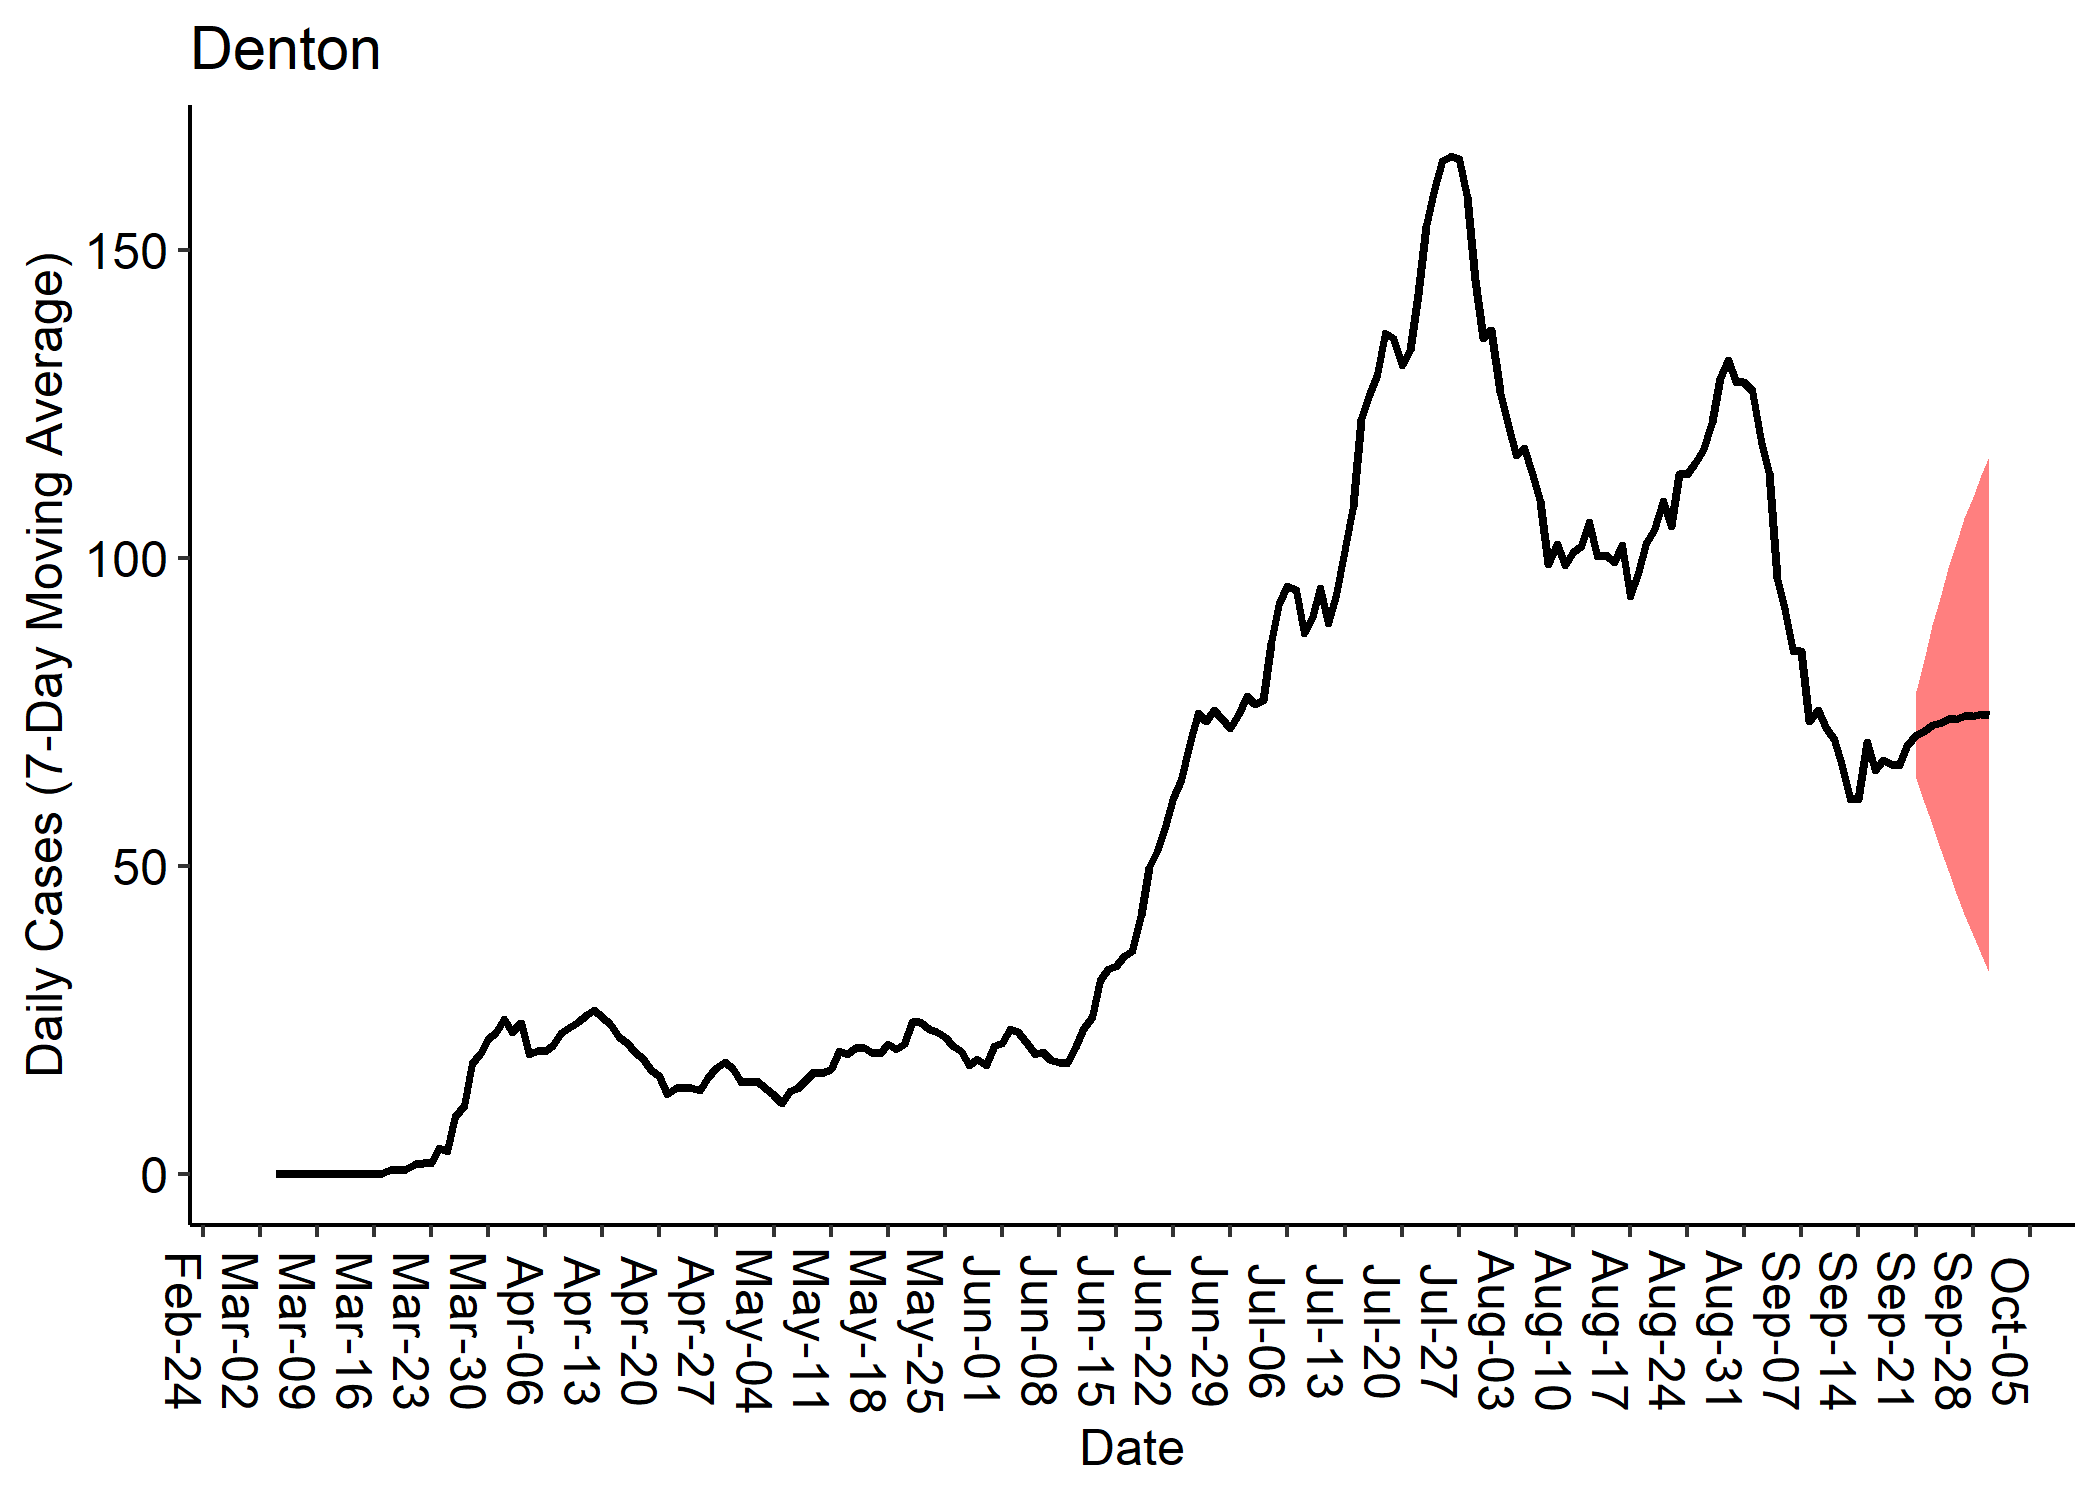 Denton
Daily Cases (7-Day Moving Average)
150
100
50
0
Feb-24
Mar-02
Mar-09
Mar-16
Mar-23
Mar-30
Apr-06
Apr-13
Apr-20
Apr-27
May-04
May-11
May-18
May-25
Jun-01
Jun-08
Jun-15
Jun-22
Jun-29
Jul-06
Jul-13
Jul-20
Jul-27
Aug-03
Aug-10
Aug-17
Aug-24
Aug-31
Sep-07
Sep-14
Sep-21
Sep-28
Oct-05
Date